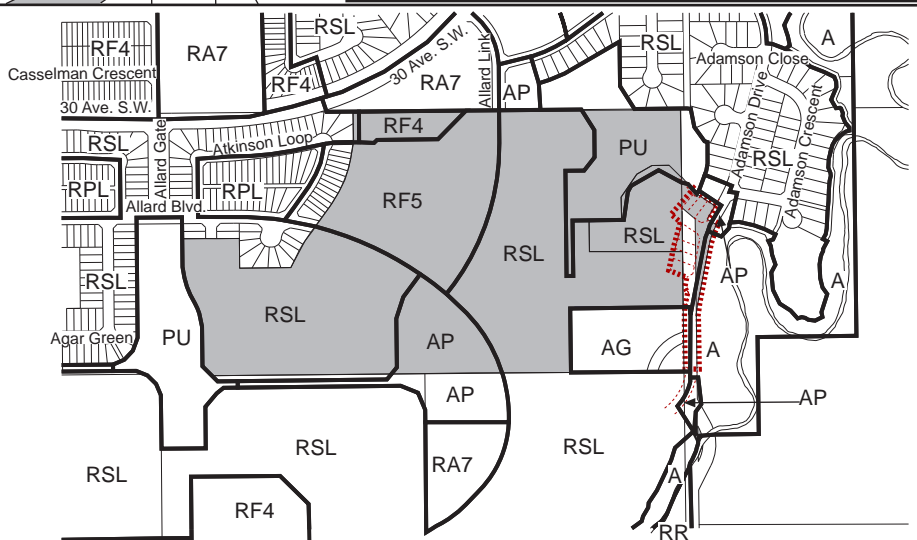 RF4
RA7
RSL
RSL
A
Casselman Crescent
30 Ave. S.W.
Adamson Close
RF4
30 Ave. S.W.
RA7
Allard Link
AP
Adamson Drive
Adamson Crescent
RSL
Allard Gate
Atkinson Loop
RF4
PU
RSL
RPL
RPL
RF5
Allard Blvd.
RSL
RSL
RSL
RSL
AP
A
Agar Green
PU
AP
AG
A
AP
AP
RSL
RSL
RSL
RA7
A
RF4
RR